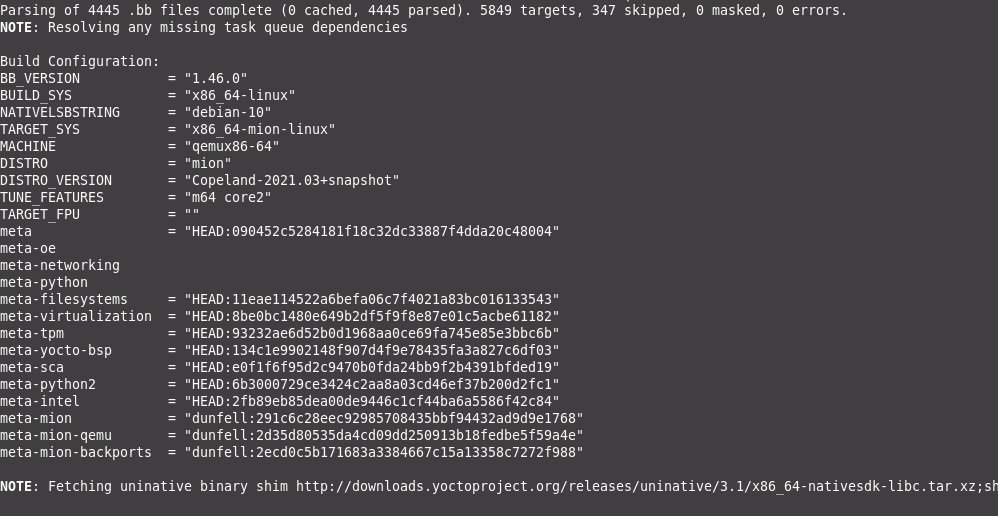 Parsing of 4445 .bb files complete (0 cached, 4445 parsed). 5849 targets, 347 skipped, 0 masked, 0 errors.
NOTE: Resolving any missing task queue dependencies
Build Configuration:
BB_VERSION = "1.46.0"
BUILD_SYS = "x86_64-linux"
NATIVELSBSTRING = "debian-10"
TARGET_SYS = "x86_64-mion-linux"
MACHINE = "qemux86-64"
DISTRO = "mion"
DISTRO_VERSION = "Copeland-2021.03+snapshot"
TUNE_FEATURES = "m64 core2"
TARGET_FPU = ""
meta = "HEAD:090452c5284181f18c32dc33887f4dda20c48004"
meta-oe
meta-networking
meta-python
meta-filesystems = "HEAD:11eae114522a6befa06c7f4021a83bc016133543"
meta-virtualization = "HEAD:8be0bc1480e649b2df5f9f8e87e01c5acbe61182"
meta-tpm = "HEAD:93232ae6d52b0d1968aa0ce69fa745e85e3bbc6b"
meta-yocto-bsp = "HEAD:134c1e9902148f907d4f9e78435fa3a827c6df03"
meta-sca = "HEAD:e0f1f6f95d2c9470b0fda24bb9f2b4391bfded19"
meta-python2 = "HEAD:6b3000729ce3424c2aa8a03cd46ef37b200d2fc1"
meta-intel = "HEAD:2fb89eb85dea00de9446c1cf44ba6a5586f42c84"
meta-mion = "dunfell:291c6c28eec92985708435bbf94432ad9d9e1768"
meta-mion-qemu = "dunfell:2d35d80535da4cd09dd250913b18fedbe5f59a4e"
meta-mion-backports = "dunfell:2ecd0c5b171683a3384667c15a13358c7272f988"
NOTE: Fetching uninative binary shim http://downloads.yoctoproject.org/releases/uninative/3.1/x86_64-nativesdk-libc.tar.xz;sh